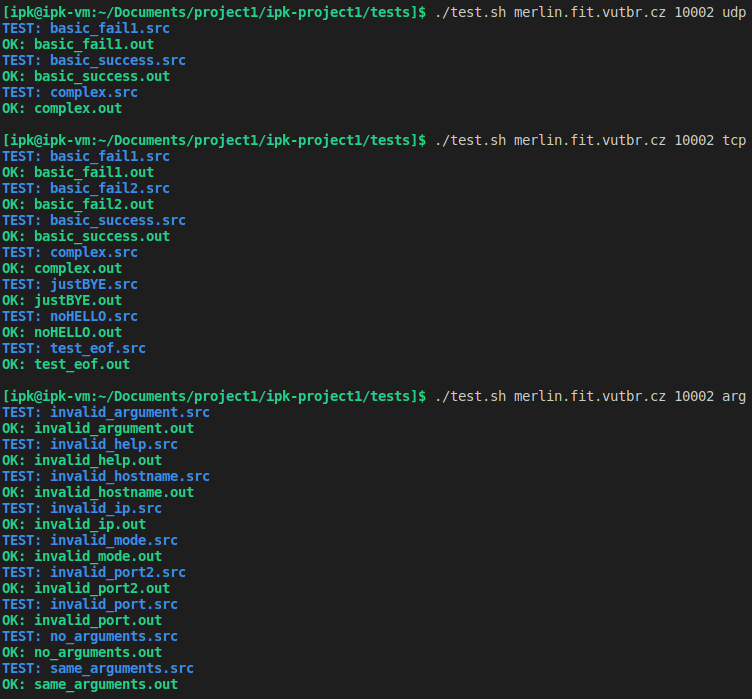 [ipk@ipk-vm:~/Documents/project1/ipk-project1/tests]$ ./test.sh merlin.fit.vutbr.cz 10002 udp
TEST: basic_fail1.src
OK: basic_fail1.out
TEST: basic_success.src
OK: basic_success.out
TEST: complex.src
OK: complex.out
[ipk@ipk-vm:~/Documents/project1/ipk-project1/tests]$ ./test.sh merlin.fit.vutbr.cz 10002 tcp
TEST: basic_fail1.src
OK: basic_fail1.out
TEST: basic_fail2.src
OK: basic_fail2.out
TEST: basic_success.src
OK: basic_success.out
TEST: complex.src
OK: complex.out
TEST: justBYE.src
OK: justBYE.out
TEST: noHELLO.src
OK: noHELLO.out
TEST: test_eof.src
OK: test_eof.out
[ipk@ipk-vm:~/Documents/project1/ipk-project1/tests]$ ./test.sh merlin.fit.vutbr.cz 10002 arg
TEST: invalid_argument.src
OK: invalid_argument.out
TEST: invalid_help.src
OK: invalid_help.out
TEST: invalid_hostname.src
OK: invalid_hostname.out
TEST: invalid_ip.src
OK: invalid_ip.out
TEST: invalid_mode.src
OK: invalid_mode.out
TEST: invalid_port2.src
OK: invalid_port2.out
TEST: invalid_port.src
OK: invalid_port.out
TEST: no_arguments.src
OK: no_arguments.out
TEST: same_arguments.src
OK: same_arguments.out